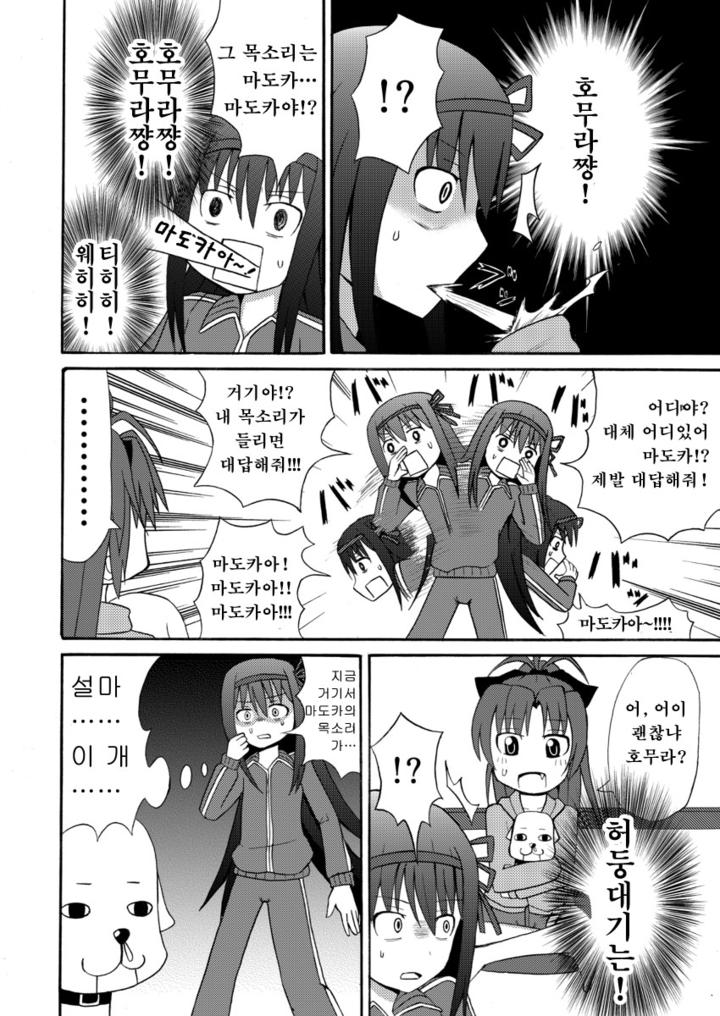 호무라쨩!
!?
그 목소리는
마도카…
마도카야!?
호무라쨩!
호무라쨩!
마도카아~!
티히히!
웨히히!
어디야?
대체 어디있어
마도카!?
제발 대답해줘!
거기야!?
내 목소리가
들리면
대답해줘!!!
마도카아~!!!!
마도카아!
마도카아!!
마도카아!!!
………
어, 어이
괜찮냐
호무라?
허둥대기는!
!?
지금
거기서
마도카의
목소리
가…
설마
……
이 개
……